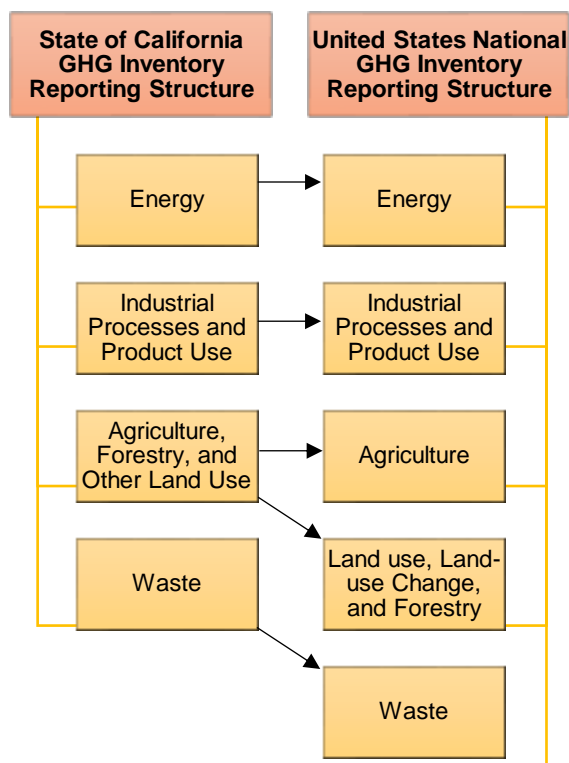 State of California
GHG Inventory
Reporting Structure
United States National
GHG Inventory
Reporting Structure
Energy
Energy
Industrial
Processes and
Product Use
Industrial
Processes and
Product Use
Agriculture,
Forestry, and
Other Land Use
Agriculture
Waste
Land use, Land-
use Change,
and Forestry
Waste